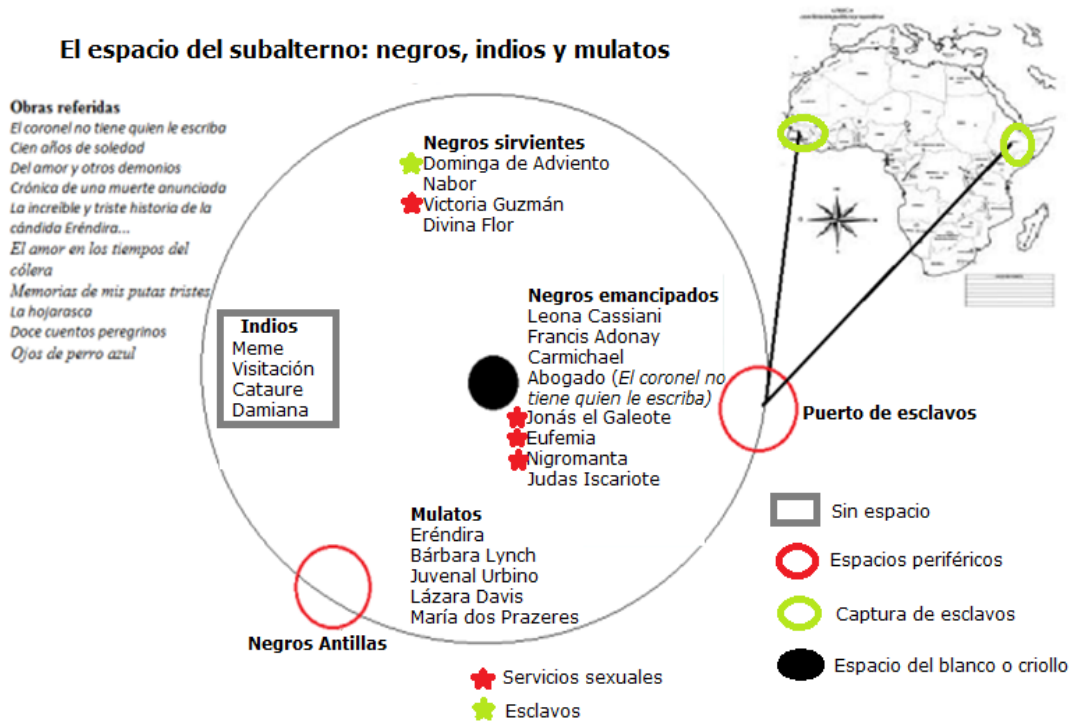 El espacio del subalterno: negros, indios y mulatos
Obras referidas
El coronel no tiene quien le escriba
Cien años de soledad
Del amor y otros demonios
Crónica de una muerte anunciada
La increíble y triste historia de la
cándida Eréndira...
El amor en los tiempos del
cólera
Memorias de mis putas tristes
La hojarasca
Doce cuentos peregrinos
Ojos de perro azul
Negros sirvientes
Dominga de Adviento
Nabor
Victoria Guzmán
Divina Flor
Indios
Meme
Visitación
Cataure
Damiana
Negros emancipados
Leona Cassiani
Francis Adonay
Carmichael
Abogado (El coronel no
tiene quien le escriba)
Jonás el Galeote
Eufemia
Nigromanta
Judas Iscariote
Mulatos
Eréndira
Bárbara Lynch
Juvenal Urbino
Lázara Davis
María dos Prazeres
Negros Antillas
Puerto de esclavos
Sin espacio
Espacios periféricos
Captura de esclavos
Espacio del blanco o criollo
Servicios sexuales
Esclavos